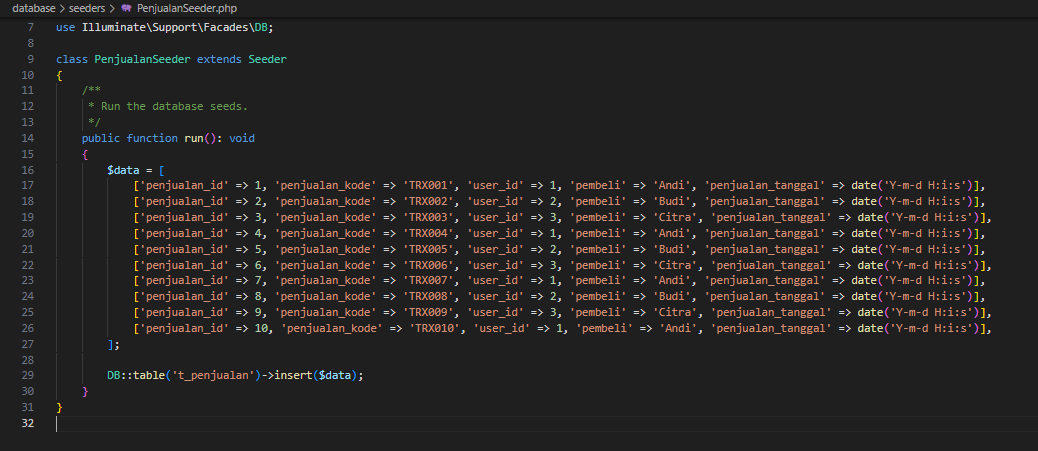 database > seeders > PenjualanSeeder.php
7 use Illuminate\Support\Facades\DB;
8
9 class PenjualanSeeder extends Seeder
10 {
11     /**
12      * Run the database seeds.
13      */
14     public function run(): void
15     {
16         $data = [
17             ['penjualan_id' => 1, 'penjualan_kode' => 'TRX001', 'user_id' => 1, 'pembeli' => 'Andi', 'penjualan_tanggal' => date('Y-m-d H:i:s')],
18             ['penjualan_id' => 2, 'penjualan_kode' => 'TRX002', 'user_id' => 2, 'pembeli' => 'Budi', 'penjualan_tanggal' => date('Y-m-d H:i:s')],
19             ['penjualan_id' => 3, 'penjualan_kode' => 'TRX003', 'user_id' => 3, 'pembeli' => 'Citra', 'penjualan_tanggal' => date('Y-m-d H:i:s')],
20             ['penjualan_id' => 4, 'penjualan_kode' => 'TRX004', 'user_id' => 1, 'pembeli' => 'Andi', 'penjualan_tanggal' => date('Y-m-d H:i:s')],
21             ['penjualan_id' => 5, 'penjualan_kode' => 'TRX005', 'user_id' => 2, 'pembeli' => 'Budi', 'penjualan_tanggal' => date('Y-m-d H:i:s')],
22             ['penjualan_id' => 6, 'penjualan_kode' => 'TRX006', 'user_id' => 3, 'pembeli' => 'Citra', 'penjualan_tanggal' => date('Y-m-d H:i:s')],
23             ['penjualan_id' => 7, 'penjualan_kode' => 'TRX007', 'user_id' => 1, 'pembeli' => 'Andi', 'penjualan_tanggal' => date('Y-m-d H:i:s')],
24             ['penjualan_id' => 8, 'penjualan_kode' => 'TRX008', 'user_id' => 2, 'pembeli' => 'Budi', 'penjualan_tanggal' => date('Y-m-d H:i:s')],
25             ['penjualan_id' => 9, 'penjualan_kode' => 'TRX009', 'user_id' => 3, 'pembeli' => 'Citra', 'penjualan_tanggal' => date('Y-m-d H:i:s')],
26             ['penjualan_id' => 10, 'penjualan_kode' => 'TRX010', 'user_id' => 1, 'pembeli' => 'Andi', 'penjualan_tanggal' => date('Y-m-d H:i:s')],
27         ];
28
29         DB::table('t_penjualan')->insert($data);
30     }
31 }
32